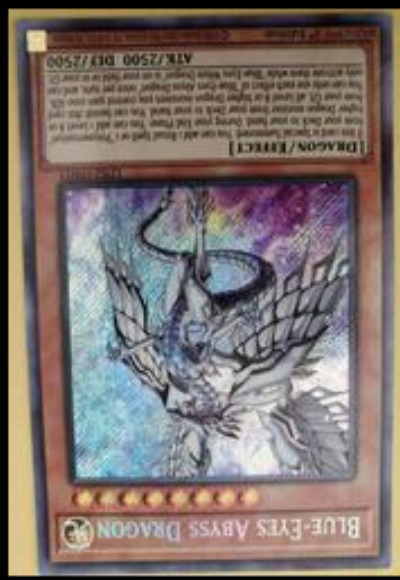 BLUE-EYES ABYSS DRAGON
[DRAGON/EFFECT]
If this card is Special Summoned: You can add 1 Ritual Spell or 1 "Polymerization"
from your Deck to your hand. During your End Phase: You can add 1 Level 8 or
higher Dragon monster from your Deck to your hand. You can banish this card
from your GY; all Level 8 or higher Dragon monsters you control gain 1000 ATK.
You can only use each effect of "Blue-Eyes Abyss Dragon" once per turn, and can
only activate them while "Blue-Eyes White Dragon" is on your field or in your GY.
ATK/2500 DEF/2500
1st Edition